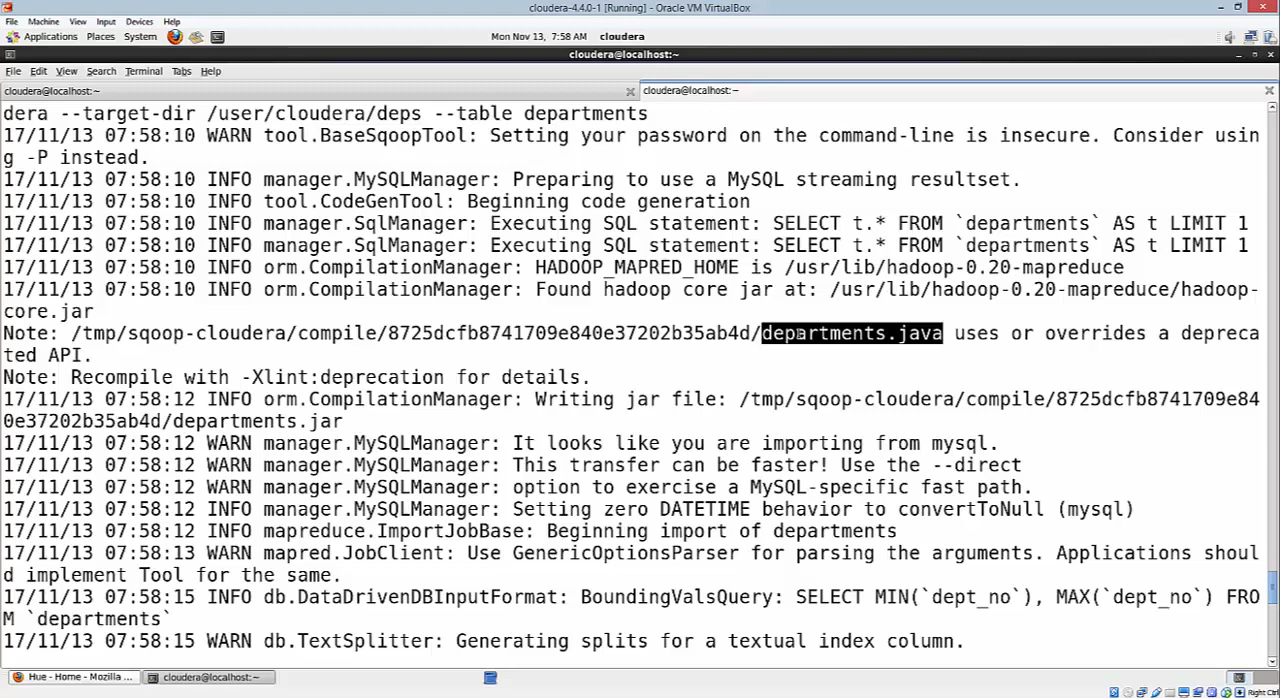 cloudera-4.4.0-1 [Running] - Oracle VM VirtualBox
File Machine View Input Devices Help
Applications Places System Mon Nov 13, 7:58 AM cloudera
cloudera@localhost:~
File Edit View Search Terminal Tabs Help
cloudera@localhost:~ cloudera@localhost:~
dera --target-dir /user/cloudera/deps --table departments
17/11/13 07:58:10 WARN tool.BaseSqoopTool: Setting your password on the command-line is insecure. Consider usin
g -P instead.
17/11/13 07:58:10 INFO manager.MySQLManager: Preparing to use a MySQL streaming resultset.
17/11/13 07:58:10 INFO tool.CodeGenTool: Beginning code generation
17/11/13 07:58:10 INFO manager.SqlManager: Executing SQL statement: SELECT t.* FROM `departments` AS t LIMIT 1
17/11/13 07:58:10 INFO manager.SqlManager: Executing SQL statement: SELECT t.* FROM `departments` AS t LIMIT 1
17/11/13 07:58:10 INFO orm.CompilationManager: HADOOP_MAPRED_HOME is /usr/lib/hadoop-0.20-mapreduce
17/11/13 07:58:10 INFO orm.CompilationManager: Found hadoop core jar at: /usr/lib/hadoop-0.20-mapreduce/hadoop-
core.jar
Note: /tmp/sqoop-cloudera/compile/8725dcfb8741709e840e37202b35ab4d/departments.java uses or overrides a depreca
ted API.
Note: Recompile with -Xlint:deprecation for details.
17/11/13 07:58:12 INFO orm.CompilationManager: Writing jar file: /tmp/sqoop-cloudera/compile/8725dcfb8741709e84
0e37202b35ab4d/departments.jar
17/11/13 07:58:12 WARN manager.MySQLManager: It looks like you are importing from mysql.
17/11/13 07:58:12 WARN manager.MySQLManager: This transfer can be faster! Use the --direct
17/11/13 07:58:12 WARN manager.MySQLManager: option to exercise a MySQL-specific fast path.
17/11/13 07:58:12 INFO manager.MySQLManager: Setting zero DATETIME behavior to convertToNull (mysql)
17/11/13 07:58:12 INFO mapreduce.ImportJobBase: Beginning import of departments
17/11/13 07:58:13 WARN mapred.JobClient: Use GenericOptionsParser for parsing the arguments. Applications shoul
d implement Tool for the same.
17/11/13 07:58:15 INFO db.DataDrivenDBInputFormat: BoundingValsQuery: SELECT MIN(`dept_no`), MAX(`dept_no`) FRO
M `departments`
17/11/13 07:58:15 WARN db.TextSplitter: Generating splits for a textual index column.
Hue - Home - Mozilla ... cloudera@localhost:~
Right Ctrl